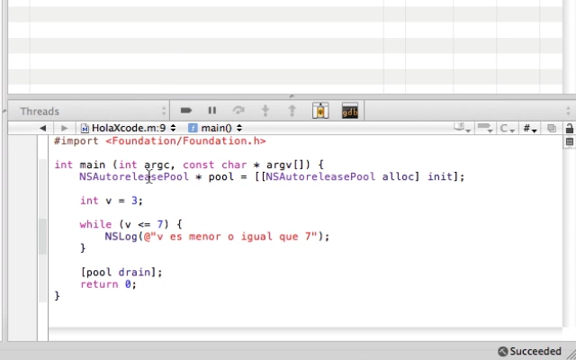 Threads
gdb
HolaXcode.m:9 main() C #
#import <Foundation/Foundation.h>
int main (int argc, const char * argv[]) {
NSAutoreleasePool * pool = [[NSAutoreleasePool alloc] init];
int v = 3;
while (v <= 7) {
NSLog(@"v es menor o igual que 7");
}
[pool drain];
return 0;
}
Succeeded